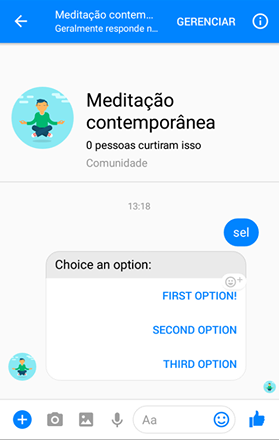 Meditação contem...
Geralmente responde n...
GERENCIAR
Meditação
contemporânea
0 pessoas curtiram isso
Comunidade
13:18
sel
Choice an option:
FIRST OPTION!
SECOND OPTION
THIRD OPTION
Aa